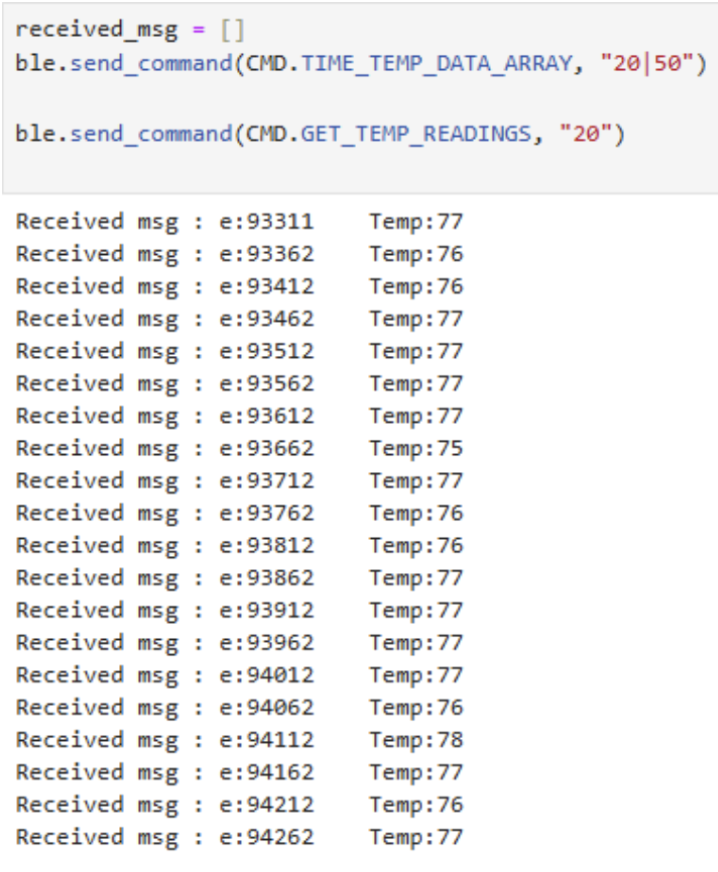 received_msg = []
ble.send_command(CMD.TIME_TEMP_DATA_ARRAY, "20|50")
ble.send_command(CMD.GET_TEMP_READINGS, "20")
Received msg : e:93311    Temp:77
Received msg : e:93362    Temp:76
Received msg : e:93412    Temp:76
Received msg : e:93462    Temp:77
Received msg : e:93512    Temp:77
Received msg : e:93562    Temp:77
Received msg : e:93612    Temp:77
Received msg : e:93662    Temp:75
Received msg : e:93712    Temp:77
Received msg : e:93762    Temp:76
Received msg : e:93812    Temp:76
Received msg : e:93862    Temp:77
Received msg : e:93912    Temp:77
Received msg : e:93962    Temp:77
Received msg : e:94012    Temp:77
Received msg : e:94062    Temp:76
Received msg : e:94112    Temp:78
Received msg : e:94162    Temp:77
Received msg : e:94212    Temp:76
Received msg : e:94262    Temp:77